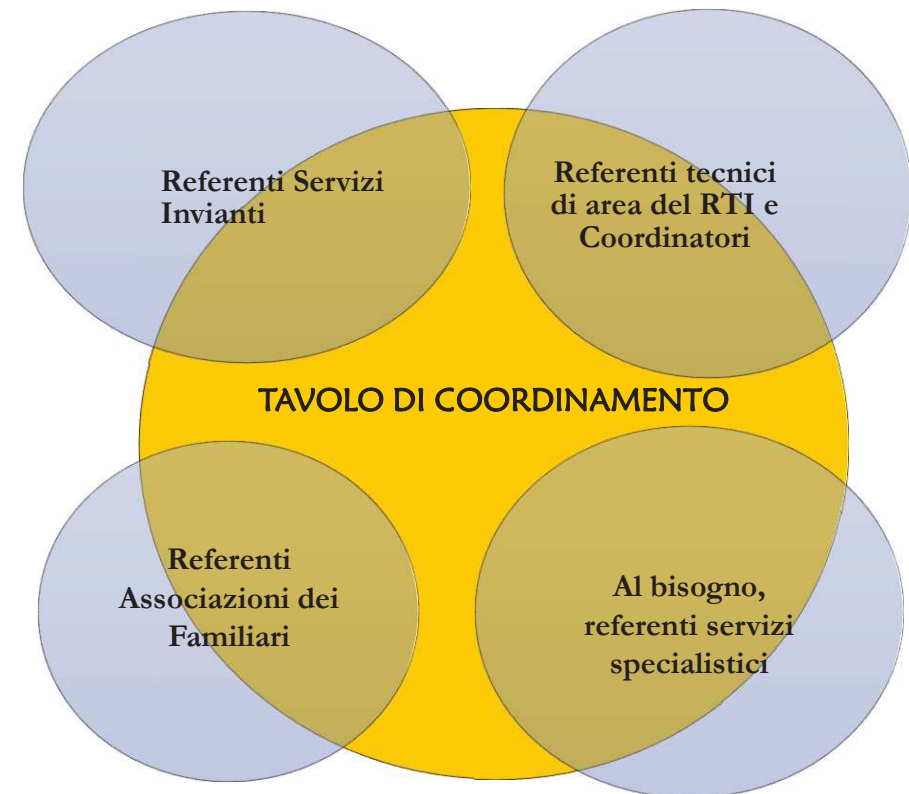 Referenti Servizi
Invianti
Referenti tecnici
di area del RTI e
Coordinatori
TAVOLO DI COORDINAMENTO
Referenti
Associazioni dei
Familiari
Al bisogno,
referenti servizi
specialistici